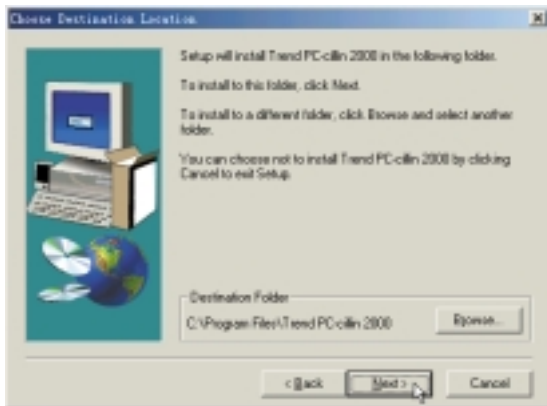 Choose Destination Location
Setup will install Trend PC-cillin 2000 in the following folder.
To install to this folder, click Next.
To install to a different folder, click Browse and select another
folder.
You can choose not to install Trend PC-cillin 2000 by clicking
Cancel to exit Setup.
Destination Folder
C:\Program Files\Trend PC-cillin 2000
Browse...
< Back
Next >
Cancel